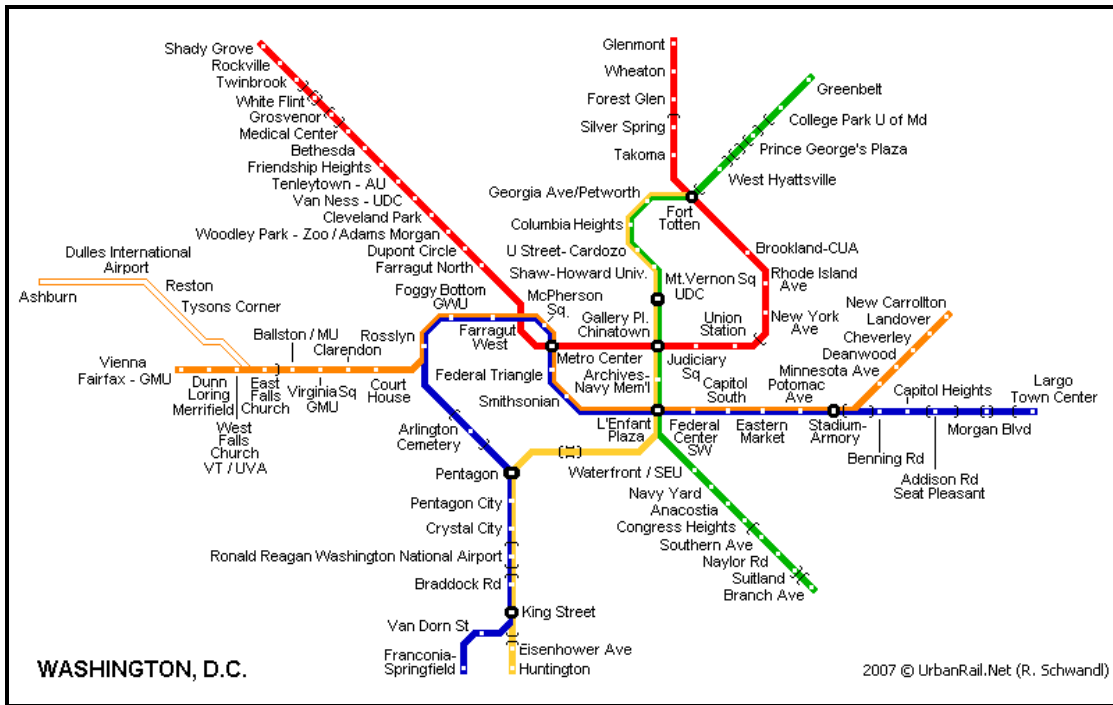 Shady Grove
Rockville
Twinbrook
White Flint
Grosvenor
Medical Center
Bethesda
Friendship Heights
Tenleytown - AU
Van Ness - UDC
Cleveland Park
Woodley Park - Zoo / Adams Morgan
Dupont Circle
Farragut North
Glenmont
Wheaton
Forest Glen
Silver Spring
Takoma
Greenbelt
College Park U of Md
Prince George's Plaza
West Hyattsville
Georgia Ave/Petworth
Columbia Heights
U Street- Cardozo
Shaw-Howard Univ.
Fort
Totten
Brookland-CUA
Rhode Island
Ave
New York
Ave
Mt.Vernon Sq
UDC
Gallery Pl.
Chinatown
Union
Station
Judiciary
Sq
Dulles International
Airport
Ashburn
Reston
Tysons Corner
Foggy Bottom
GWU
McPherson
Sq.
Farragut
West
Metro Center
Archives-
Navy Mem'l
Federal Triangle
Smithsonian
Ballston / MU
Clarendon
Rosslyn
Vienna
Fairfax - GMU
Dunn
Loring
Merrifield
West
Falls
Church
VT / UVA
East
Falls
Church
Virginia Sq
GMU
Court
House
New Carrollton
Landover
Cheverley
Deanwood
Minnesota Ave
Capitol
South
Potomac
Ave
Capitol Heights
Largo
Town Center
L'Enfant
Plaza
Federal
Center
SW
Eastern
Market
Stadium-
Armory
Morgan Blvd
Benning Rd
Addison Rd
Seat Pleasant
Arlington
Cemetery
Pentagon
Pentagon City
Crystal City
Ronald Reagan Washington National Airport
Braddock Rd
King Street
Van Dorn St
Franconia-
Springfield
Eisenhower Ave
Huntington
Waterfront / SEU
Navy Yard
Anacostia
Congress Heights
Southern Ave
Naylor Rd
Suitland
Branch Ave
WASHINGTON, D.C.
2007 © UrbanRail.Net (R. Schwandl)